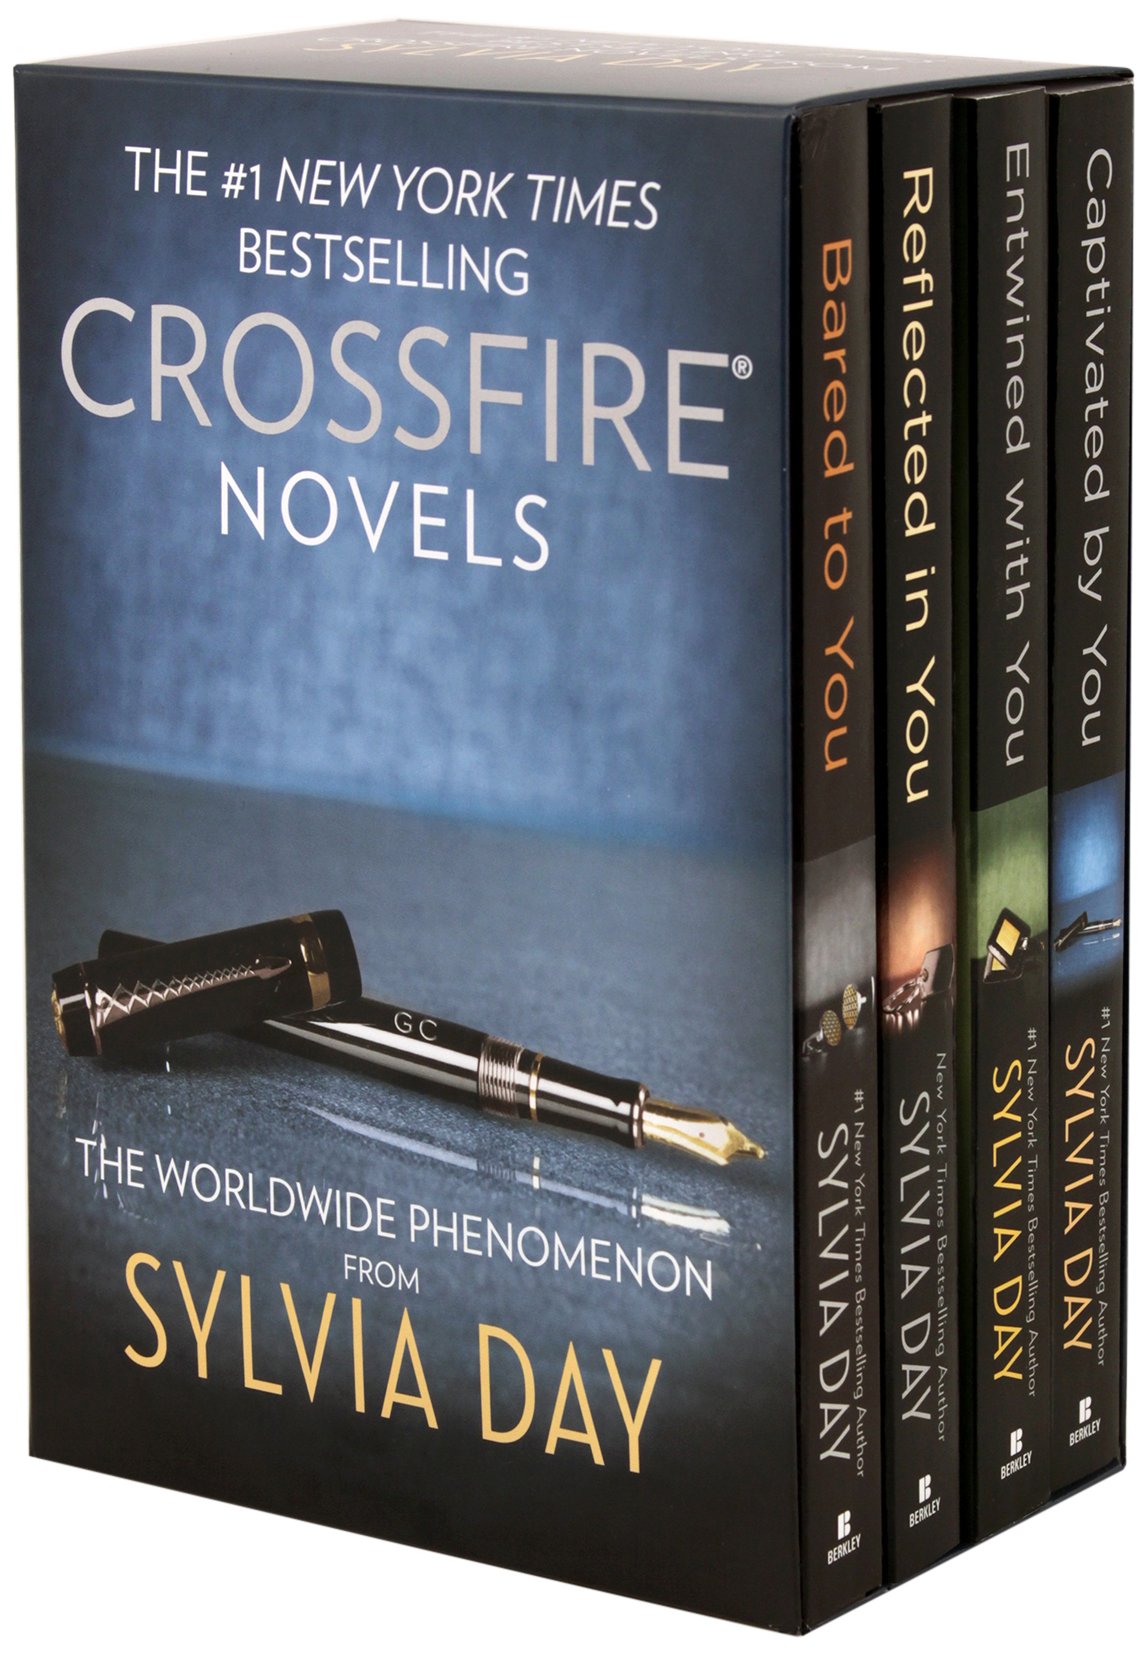 THE #1 NEW YORK TIMES
BESTSELLING
CROSSFIRE®
NOVELS
GC
THE WORLDWIDE PHENOMENON
FROM
SYLVIA DAY
SYLVIA DAY
Bared to You
#1 New York Times Bestselling Author
SYLVIA DAY
BERKLEY
Reflected in You
New York Times Bestselling Author
SYLVIA DAY
BERKLEY
Entwined with You
#1 New York Times Bestselling Author
SYLVIA DAY
BERKLEY
Captivated by You
#1 New York Times Bestselling Author
SYLVIA DAY
BERKLEY